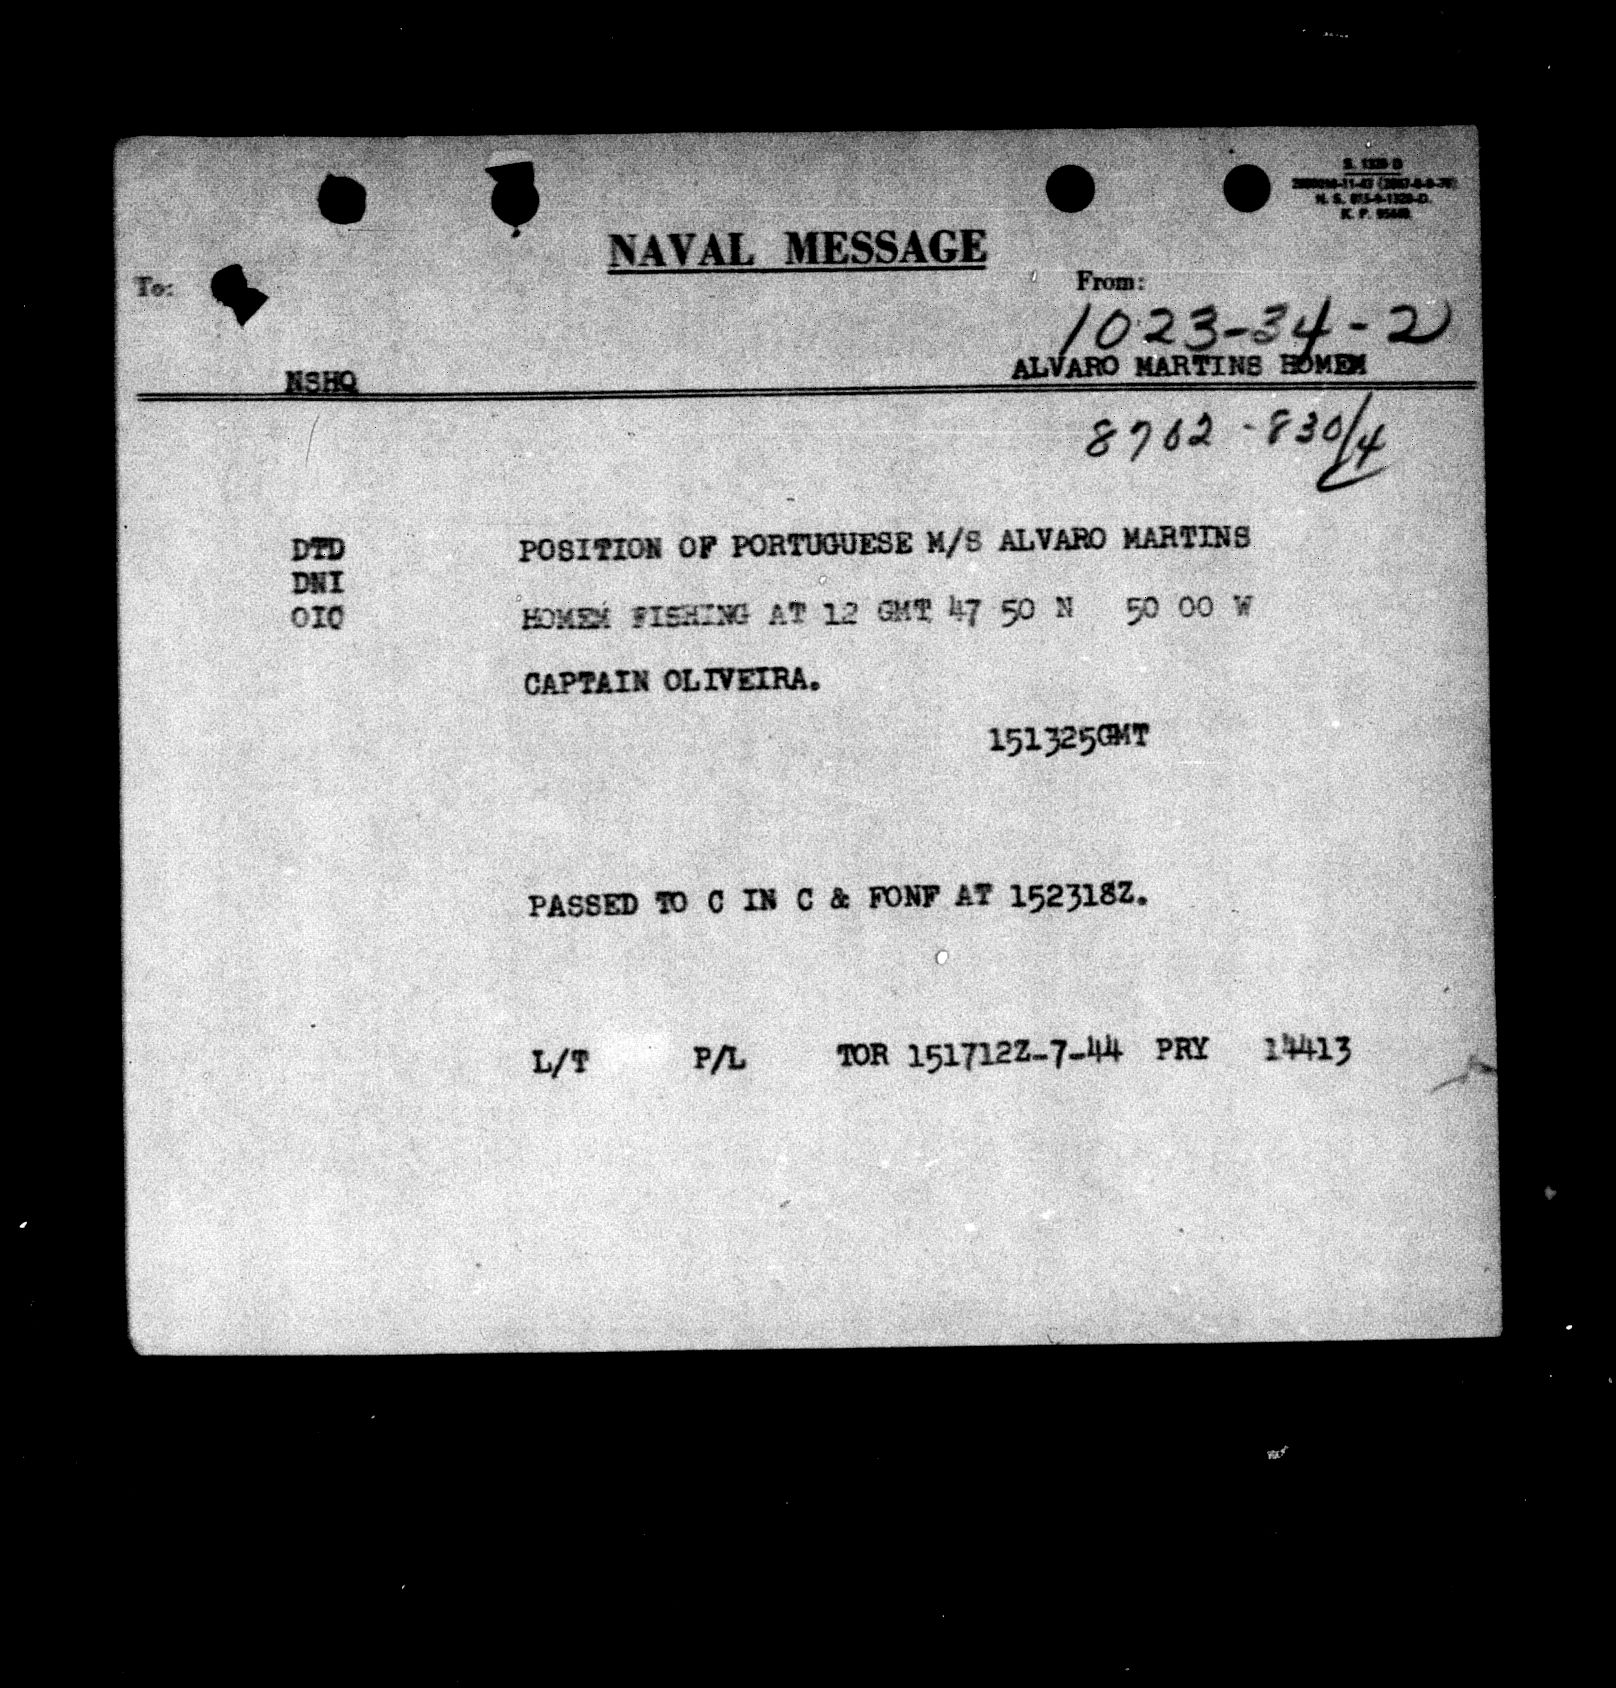 S. 1320 D
NAVAL MESSAGE
To:
From:
1023-34-2
NSHQ
ALVARO MARTINS HOMEM
8702-830/4
DTD
DNI
OIC
POSITION OF PORTUGUESE M/S ALVARO MARTINS
HOMEM FISHING AT 12 GMT 47 50 N 50 00 W
CAPTAIN OLIVEIRA.
151325GMT
PASSED TO C IN C & FONF AT 152318Z.
L/T P/L TOR 151712Z-7-44 PRY 14413